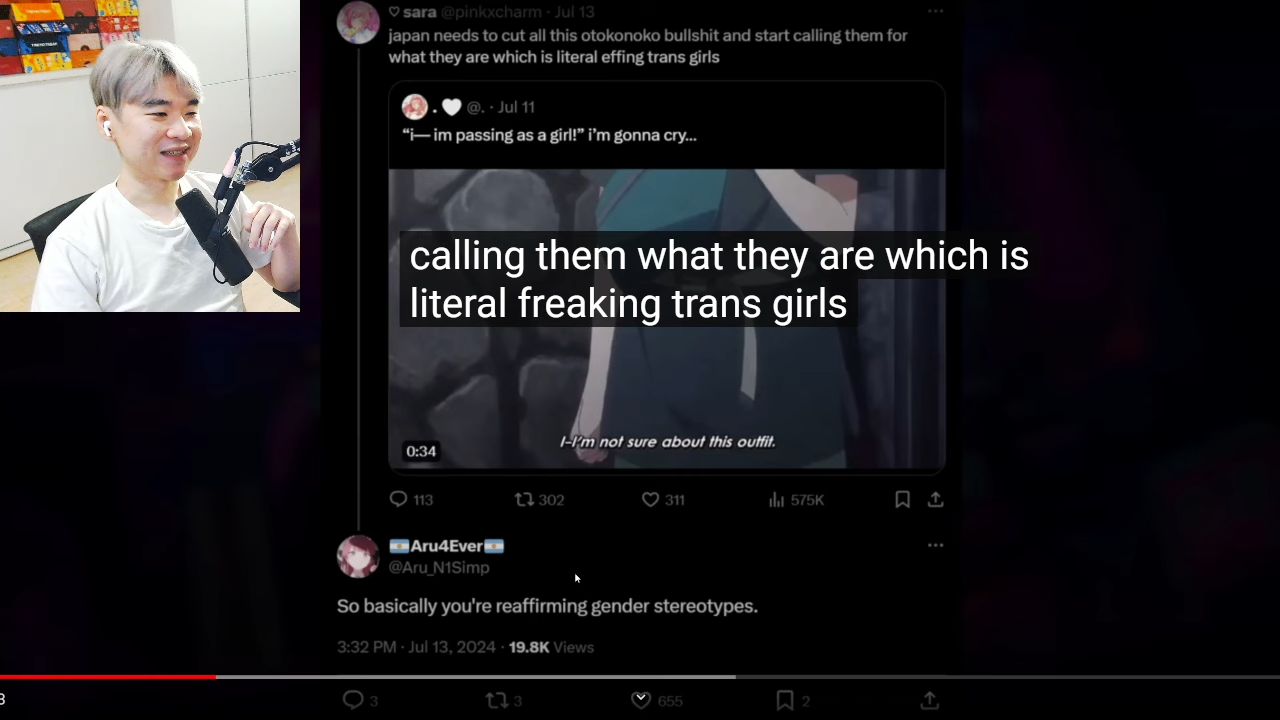 sara @pinkxcharm · Jul 13
japan needs to cut all this otokonoko bullshit and start calling them for
what they are which is literal effing trans girls
. 🤍 @. · Jul 11
“i— im passing as a girl!” i’m gonna cry...
calling them what they are which is
literal freaking trans girls
I-I'm not sure about this outfit.
0:34
113 302 311 575K
🇦🇷Aru4Ever🇦🇷
@Aru_N1Simp
So basically you're reaffirming gender stereotypes.
3:32 PM · Jul 13, 2024 · 19.8K Views
3 3 655 2